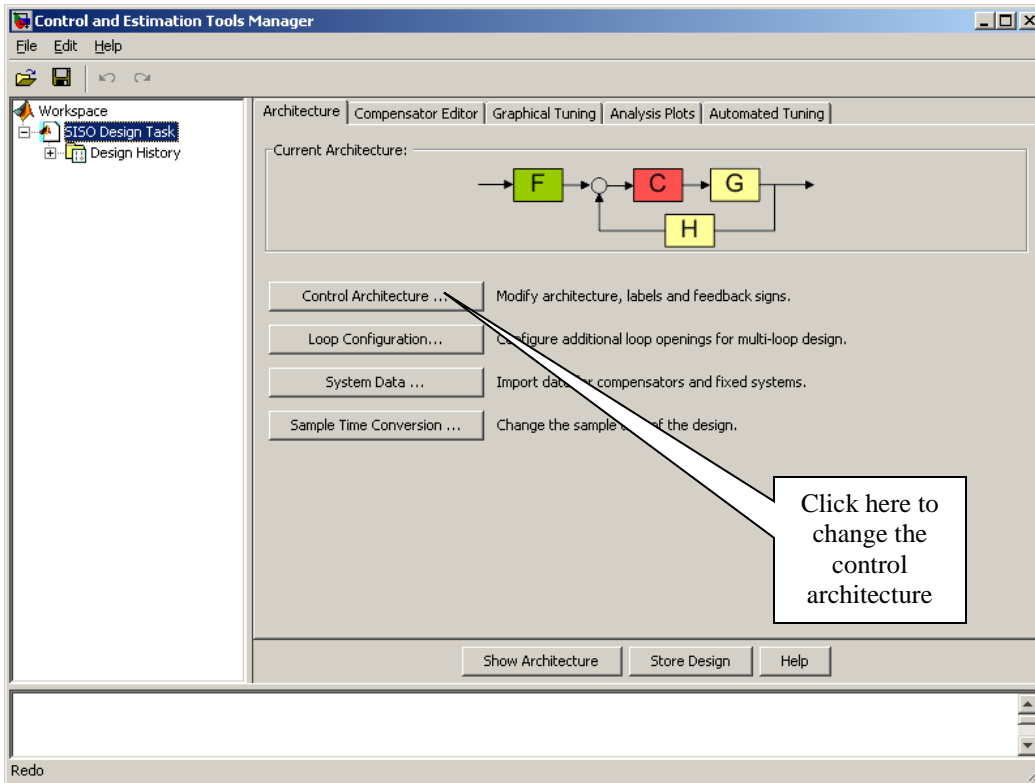 Control and Estimation Tools Manager
File Edit Help
Workspace
SISO Design Task
Design History
Architecture Compensator Editor Graphical Tuning Analysis Plots Automated Tuning
Current Architecture:
F C G
H
Control Architecture ... Modify architecture, labels and feedback signs.
Loop Configuration... Configure additional loop openings for multi-loop design.
System Data ... Import data for compensators and fixed systems.
Sample Time Conversion ... Change the sample of the design.
Click here to
change the
control
architecture
Show Architecture Store Design Help
Redo